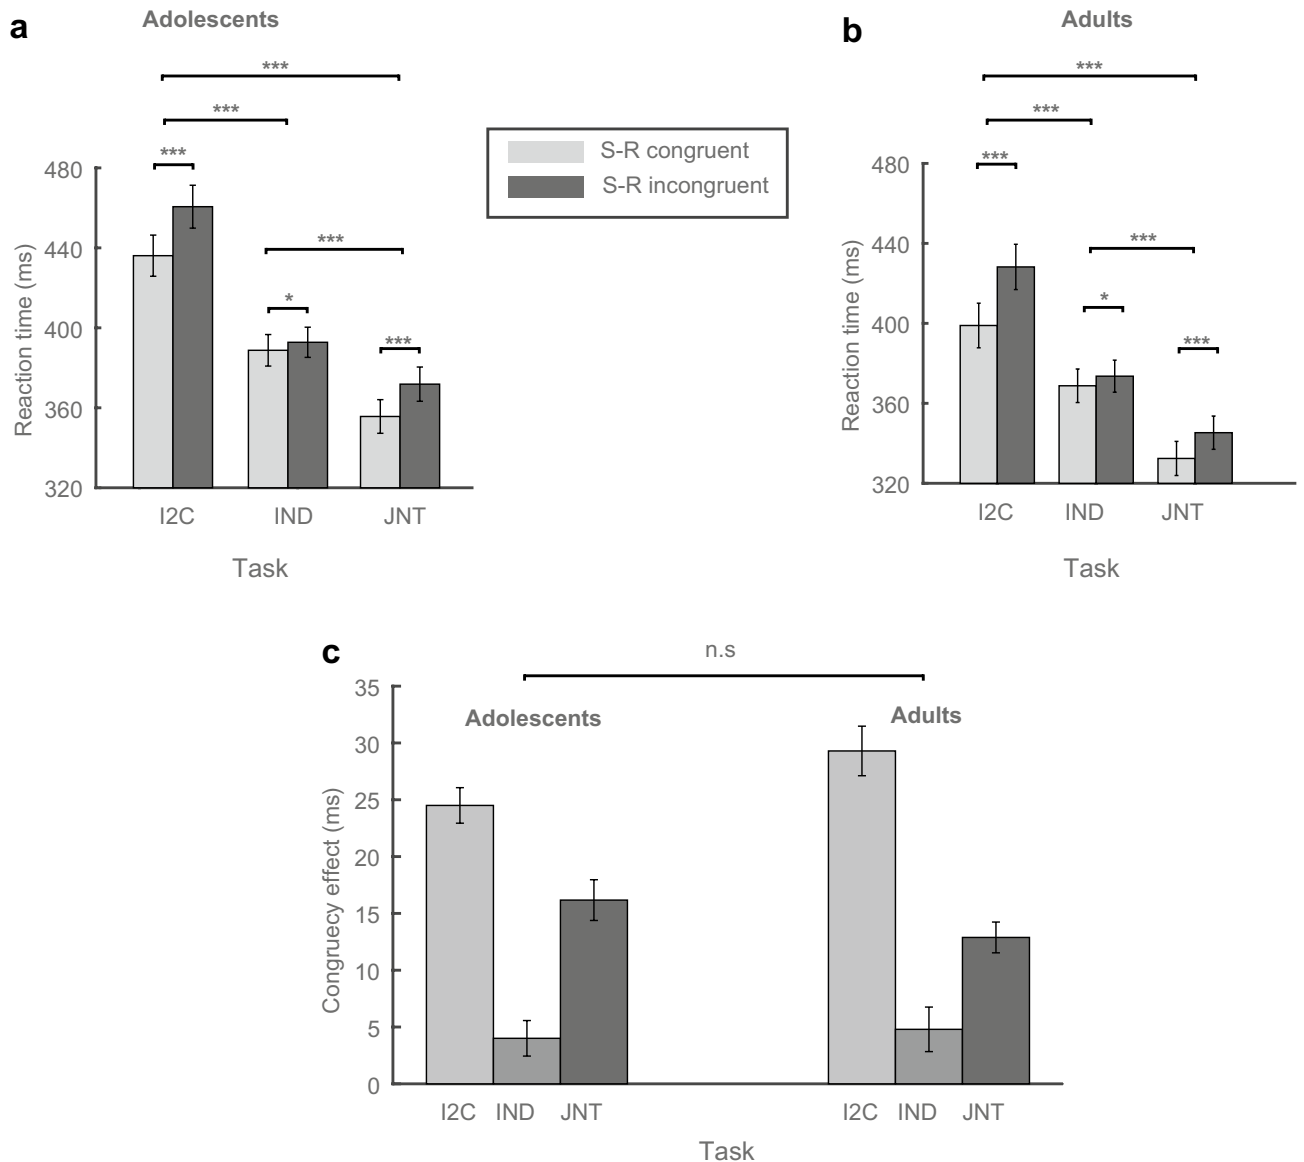 a
Adolescents
b
Adults
***
***
***
***
***
***
***
***
*
*
***
***
S-R congruent
S-R incongruent
480
440
400
360
320
Reaction time (ms)
I2C IND JNT
Task
480
440
400
360
320
Reaction time (ms)
I2C IND JNT
Task
c
n.s
Adolescents
Adults
35
30
25
20
15
10
5
0
Congruecy effect (ms)
I2C IND JNT
I2C IND JNT
Task